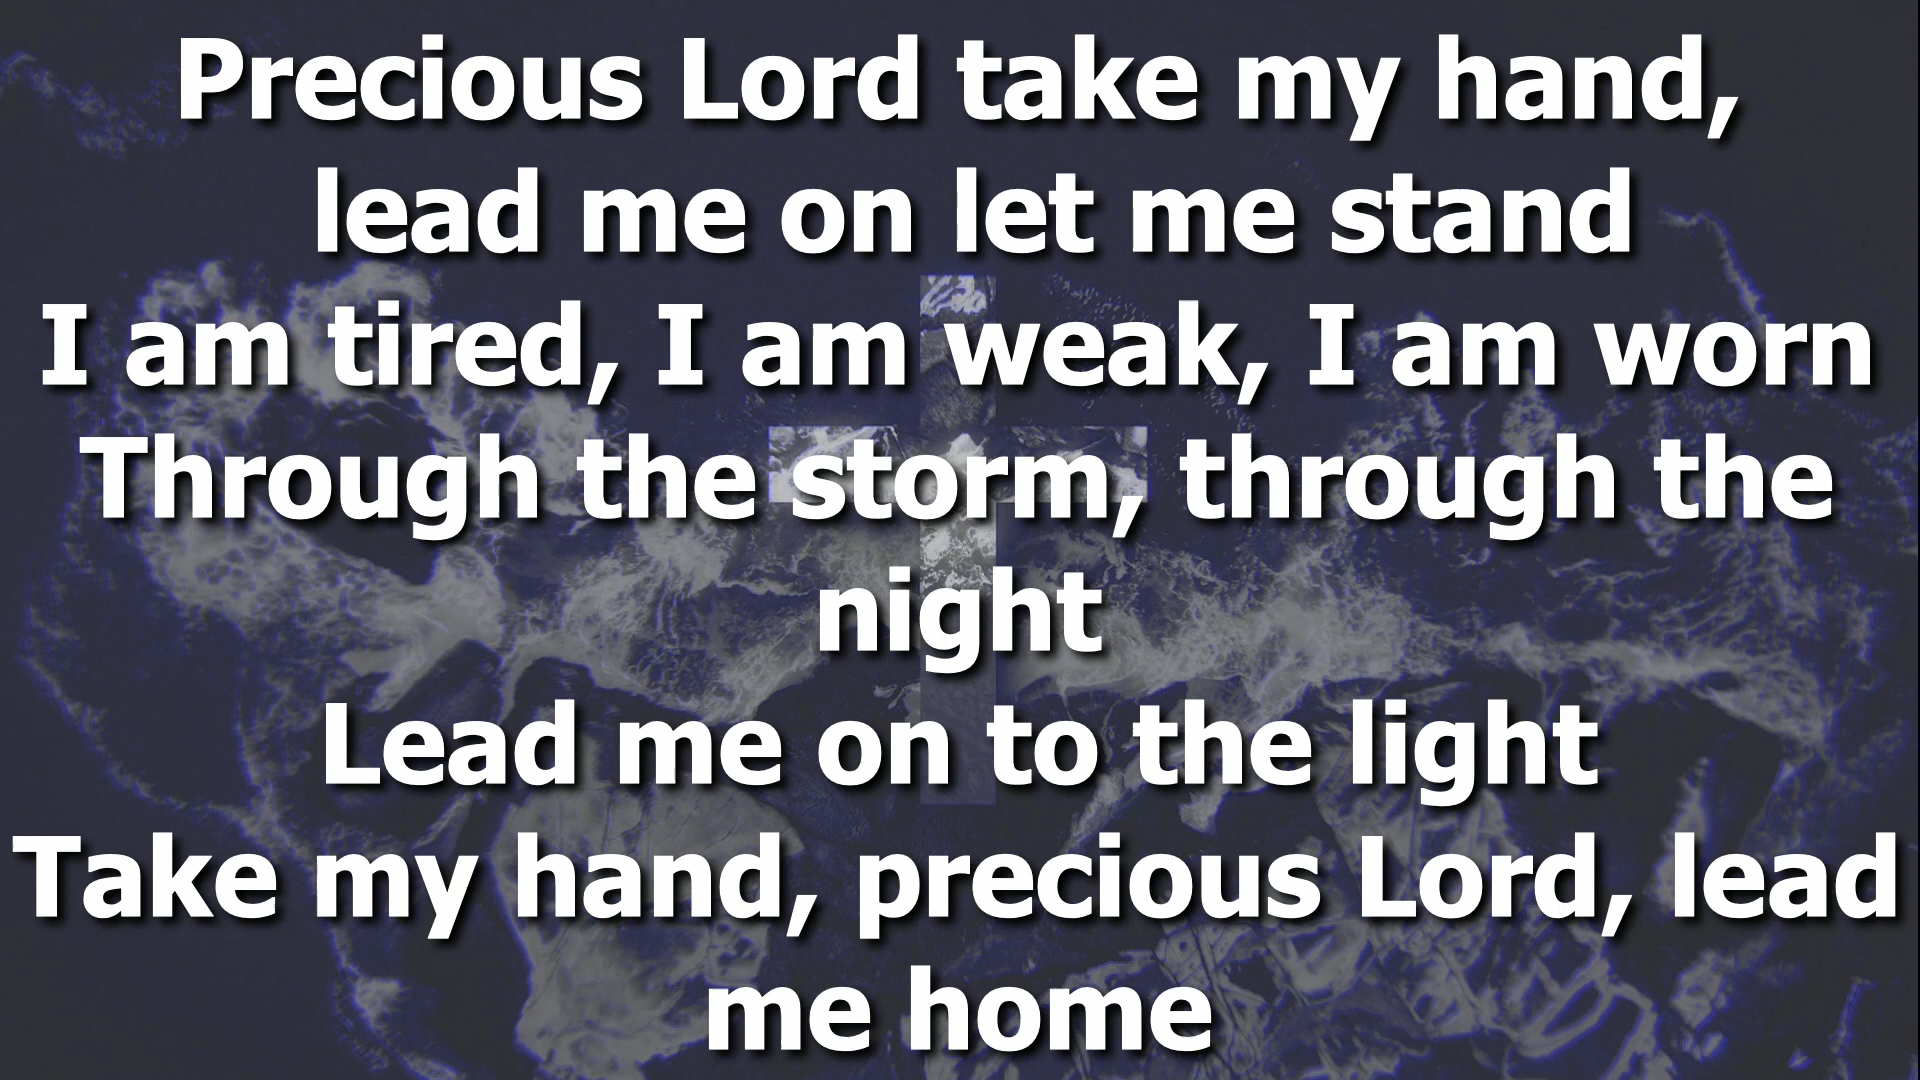 Precious Lord take my hand,
lead me on let me stand
I am tired, I am weak, I am worn
Through the storm, through the
night
Lead me on to the light
Take my hand, precious Lord, lead
me home